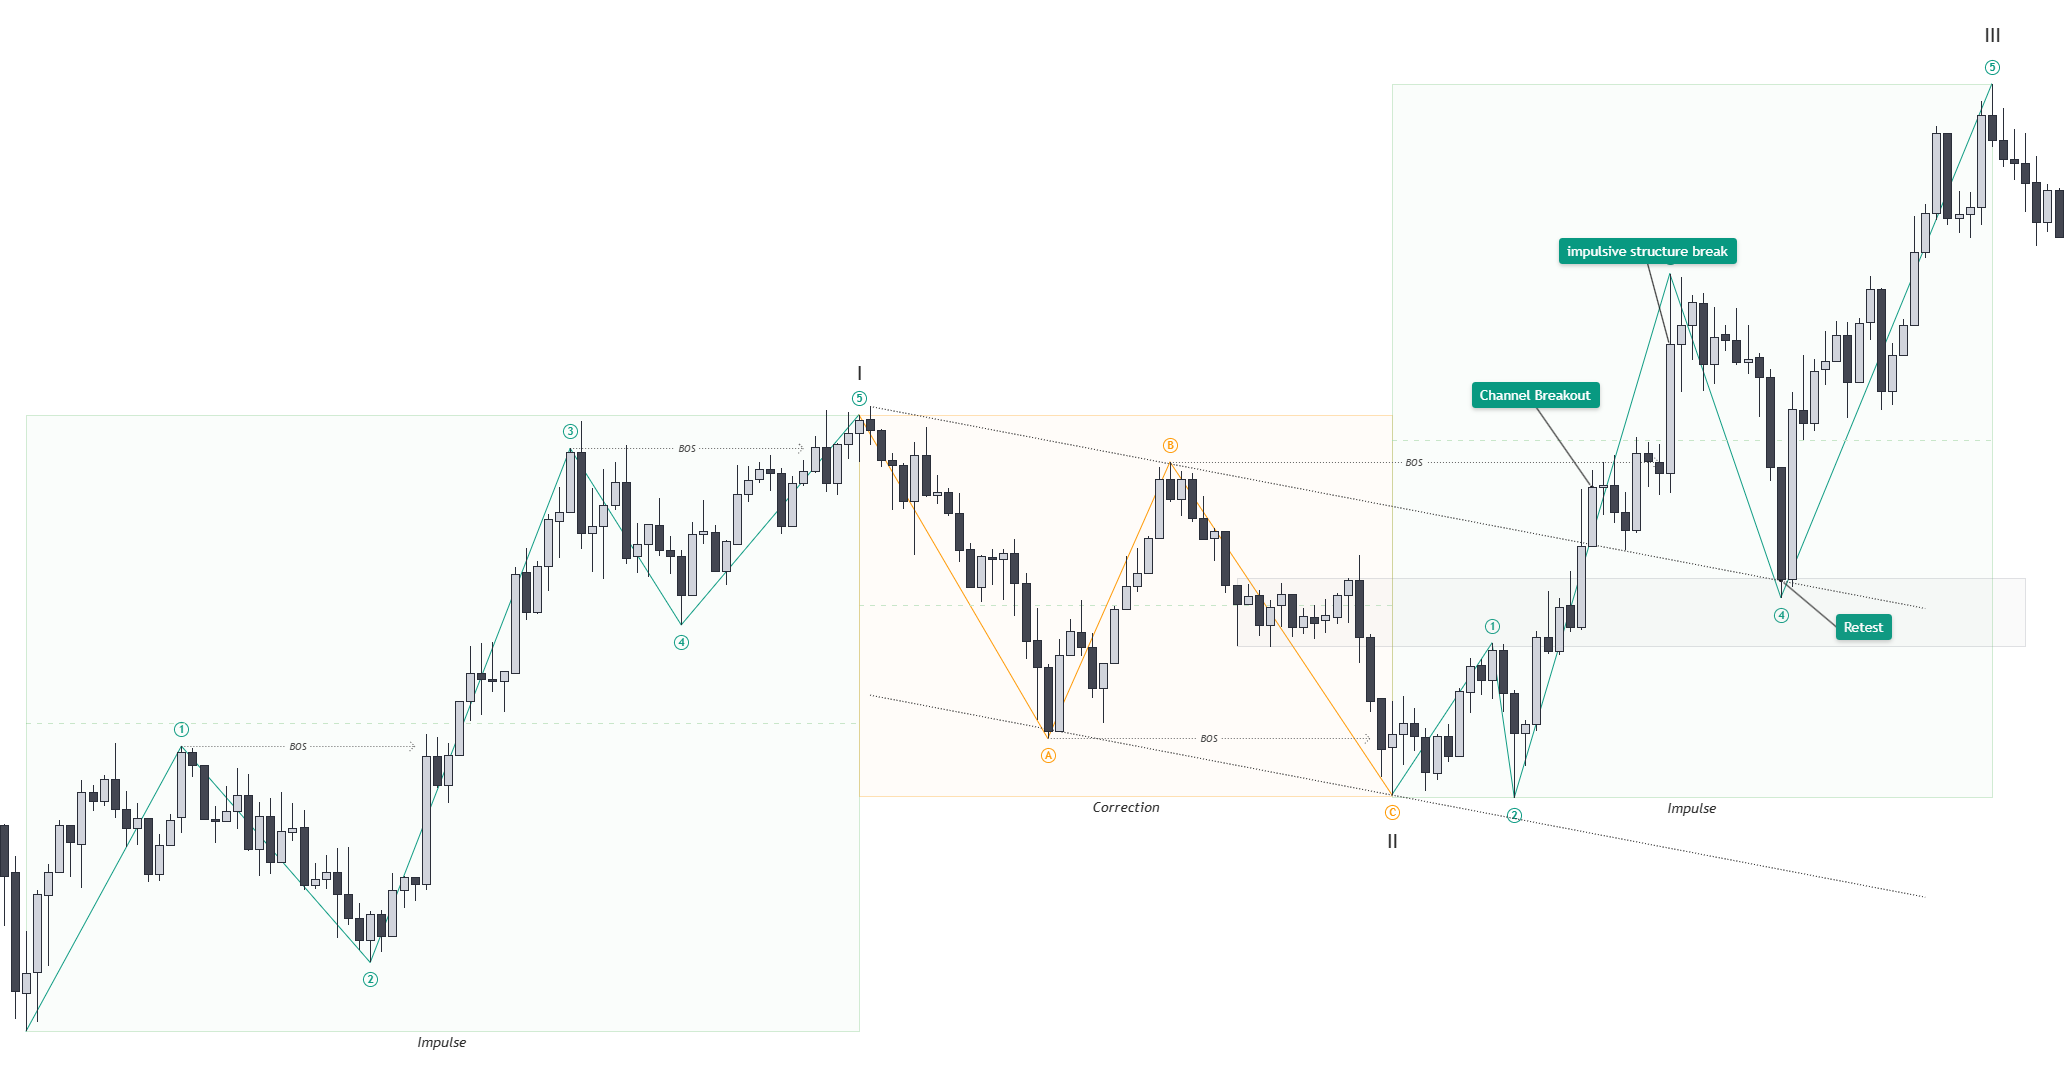 III
⑤
impulsive structure break
I
Channel Breakout
⑤
③
BOS
Ⓑ
BOS
④
④
①
Retest
①
BOS
Ⓐ
BOS
Correction
Ⓒ
②
Impulse
II
②
Impulse